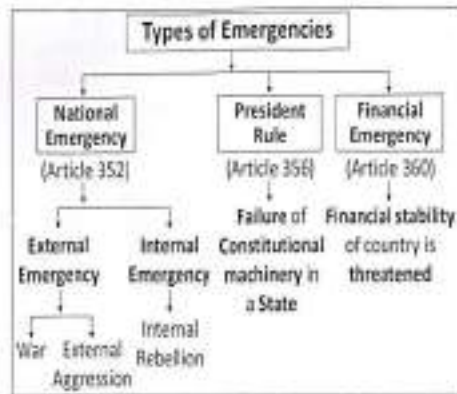 Types of Emergencies
National
Emergency
(Article 352)
President
Rule
(Article 356)
Financial
Emergency
(Article 360)
External
Emergency
Internal
Emergency
Failure of
Constitutional
machinery in
a State
Financial stability
of country is
threatened
War
External
Aggression
Internal
Rebellion